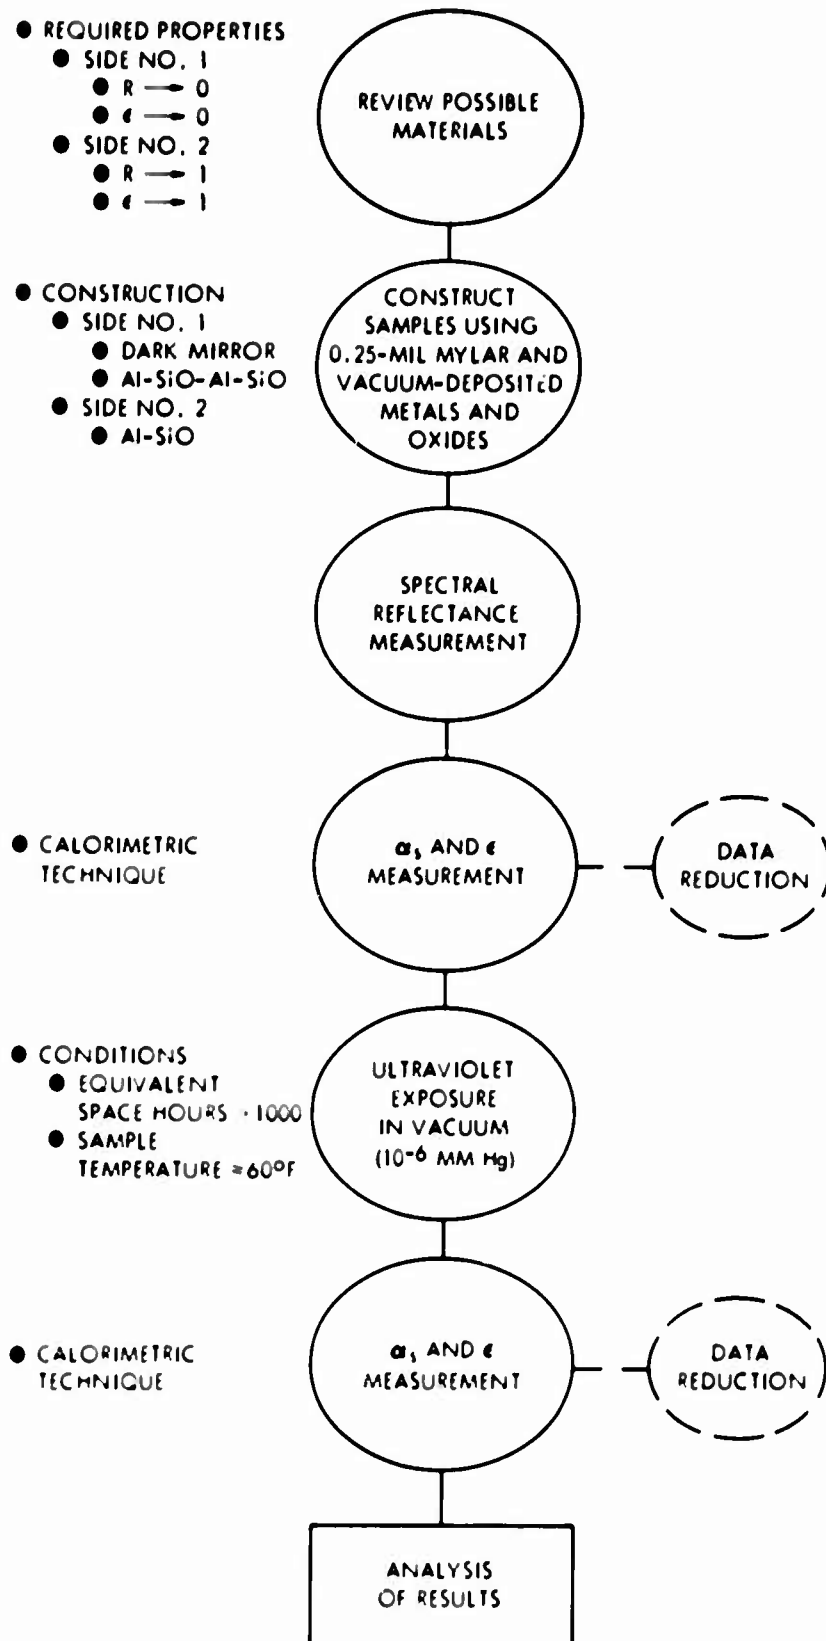 ● REQUIRED PROPERTIES
● SIDE NO. 1
● R → 0
● ϵ → 0
● SIDE NO. 2
● R → 1
● ϵ → 1
REVIEW POSSIBLE
MATERIALS
● CONSTRUCTION
● SIDE NO. 1
● DARK MIRROR
● Al-SiO-Al-SiO
● SIDE NO. 2
● Al-SiO
CONSTRUCT
SAMPLES USING
0.25-MIL MYLAR AND
VACUUM-DEPOSITED
METALS AND
OXIDES
SPECTRAL
REFLECTANCE
MEASUREMENT
● CALORIMETRIC
TECHNIQUE
αs AND ϵ
MEASUREMENT
DATA
REDUCTION
● CONDITIONS
● EQUIVALENT
SPACE HOURS 1000
● SAMPLE
TEMPERATURE ≈60°F
ULTRAVIOLET
EXPOSURE
IN VACUUM
(10-6 MM Hg)
● CALORIMETRIC
TECHNIQUE
αs AND ϵ
MEASUREMENT
DATA
REDUCTION
ANALYSIS
OF RESULTS